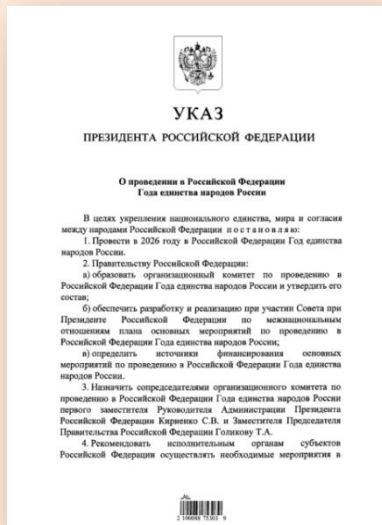 УКАЗ
ПРЕЗИДЕНТА РОССИЙСКОЙ ФЕДЕРАЦИИ
О проведении в Российской Федерации
Года единства народов России
В целях укрепления национального единства, мира и согласия
между народами Российской Федерации п о с т а н о в л я ю:
1. Провести в 2026 году в Российской Федерации Год единства
народов России.
2. Правительству Российской Федерации:
а) образовать организационный комитет по проведению в
Российской Федерации Года единства народов России и утвердить его
состав;
б) обеспечить разработку и реализацию при участии Совета при
Президенте Российской Федерации по межнациональным
отношениям плана основных мероприятий по проведению в
Российской Федерации Года единства народов России;
в) определить источники финансирования основных
мероприятий по проведению в Российской Федерации Года единства
народов России.
3. Назначить сопредседателями организационного комитета по
проведению в Российской Федерации Года единства народов России
первого заместителя Руководителя Администрации Президента
Российской Федерации Кириенко С.В. и Заместителя Председателя
Правительства Российской Федерации Голикову Т.А.
4. Рекомендовать исполнительным органам субъектов
Российской Федерации осуществлять необходимые мероприятия в